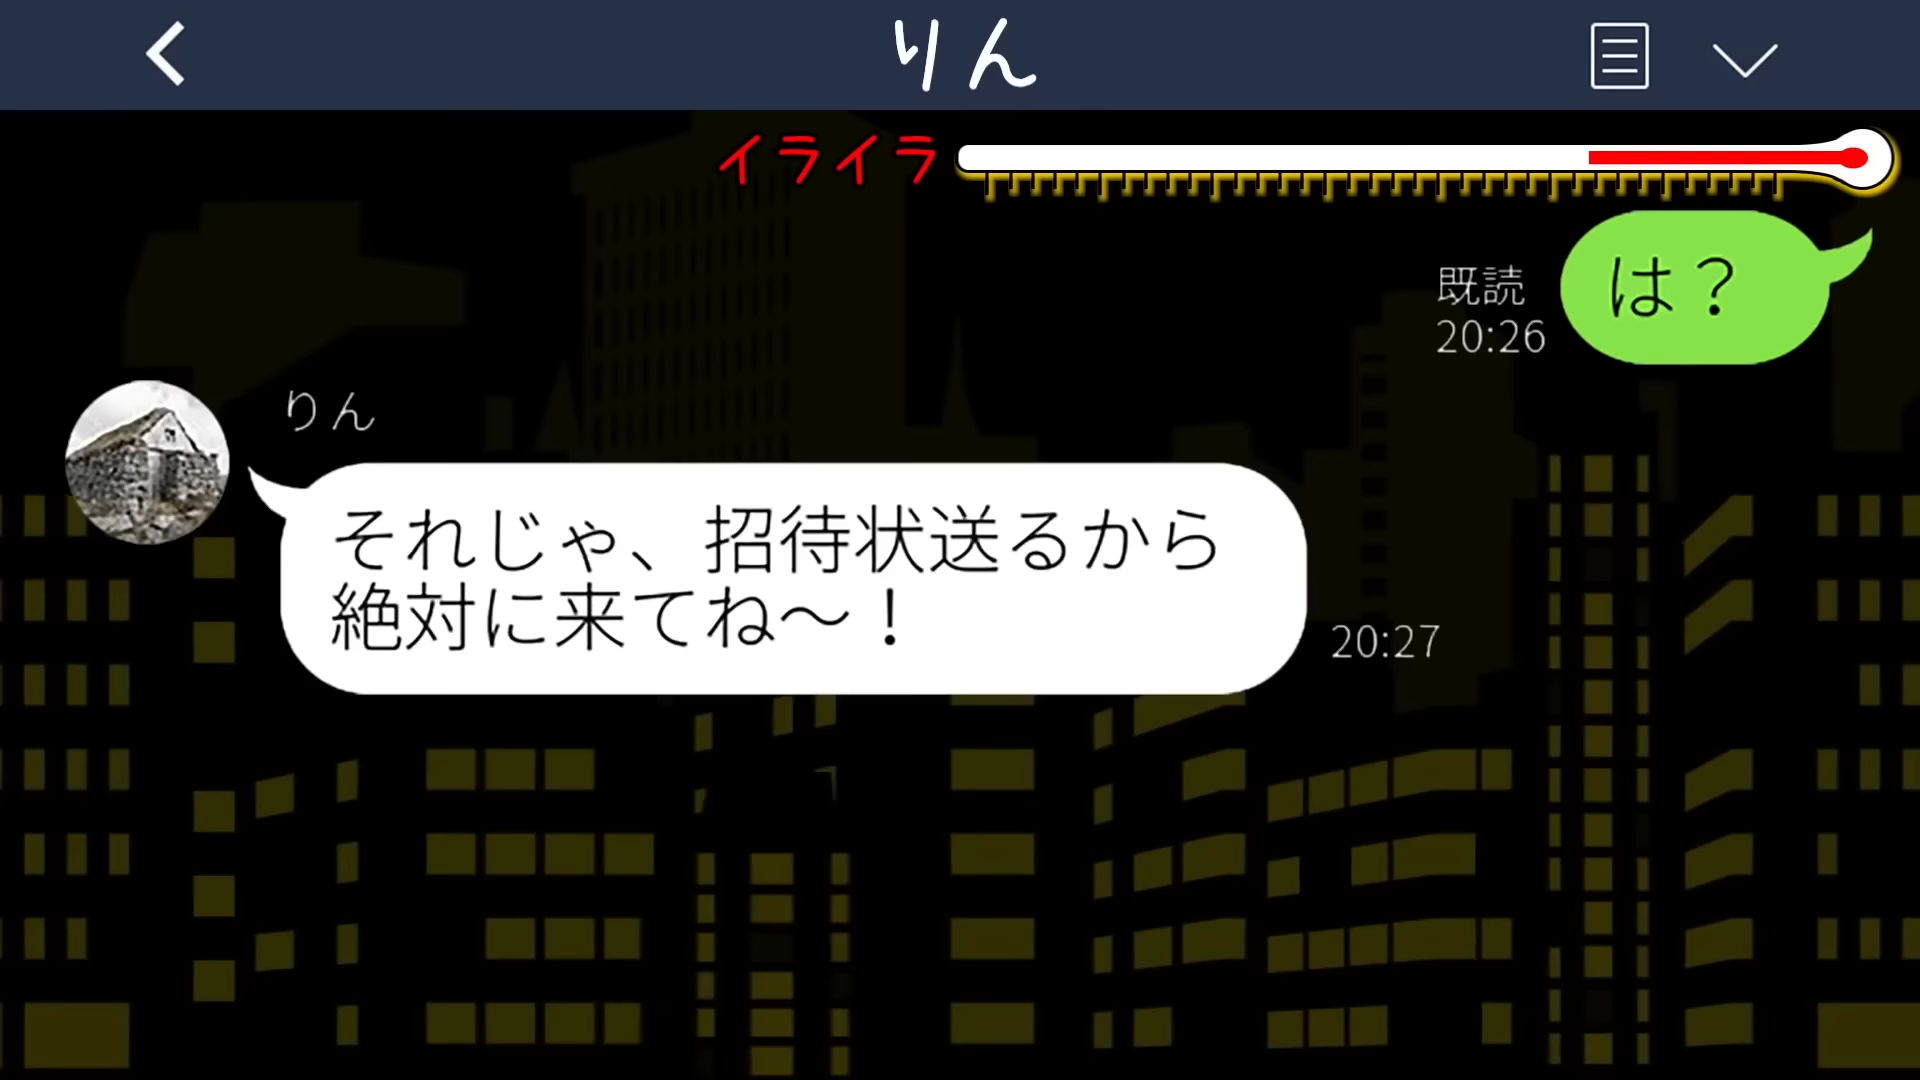 りん
イライラ
は？
既読
20:26
りん
それじゃ、招待状送るから
絶対に来てね～！
20:27